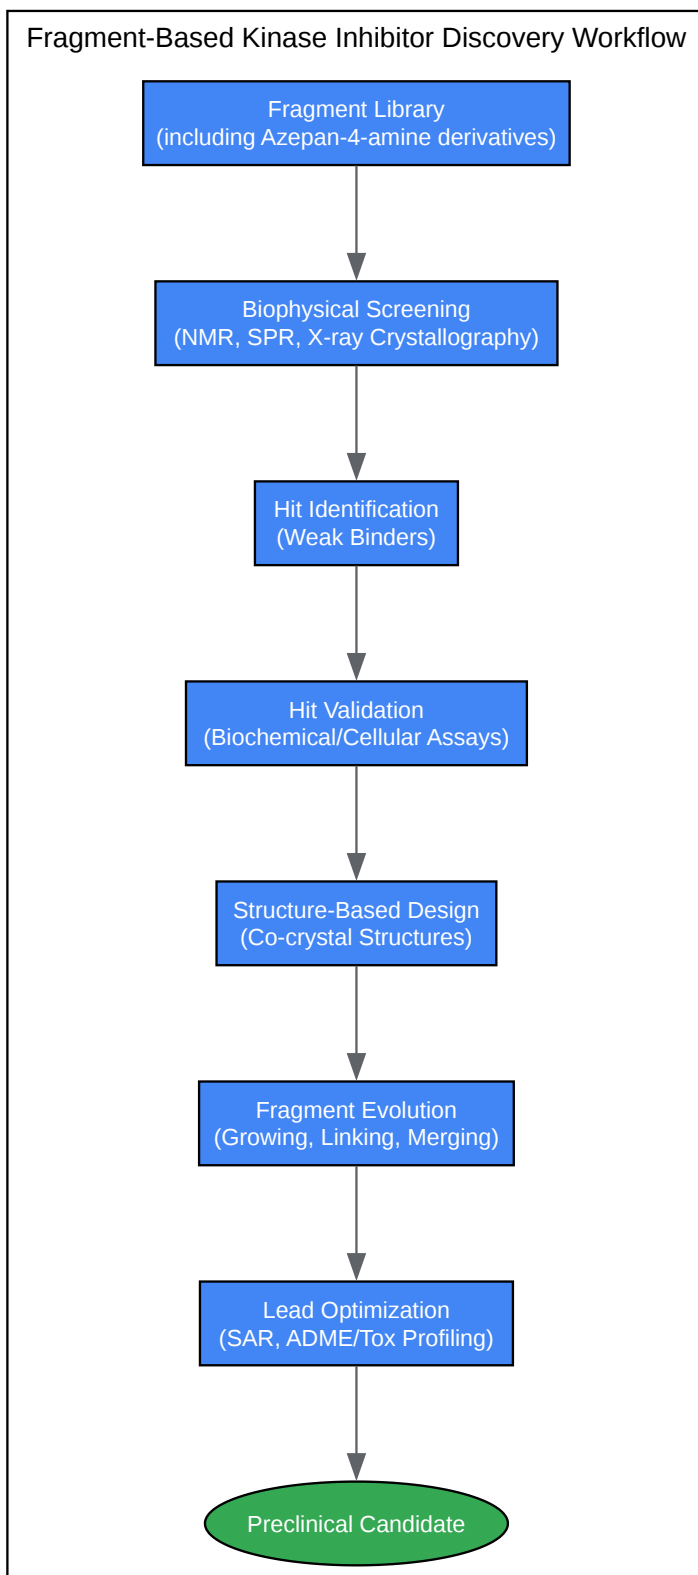 Fragment-Based Kinase Inhibitor Discovery Workflow
Fragment Library
(including Azepan-4-amine derivatives)
Biophysical Screening
(NMR, SPR, X-ray Crystallography)
Hit Identification
(Weak Binders)
Hit Validation
(Biochemical/Cellular Assays)
Structure-Based Design
(Co-crystal Structures)
Fragment Evolution
(Growing, Linking, Merging)
Lead Optimization
(SAR, ADME/Tox Profiling)
Preclinical Candidate